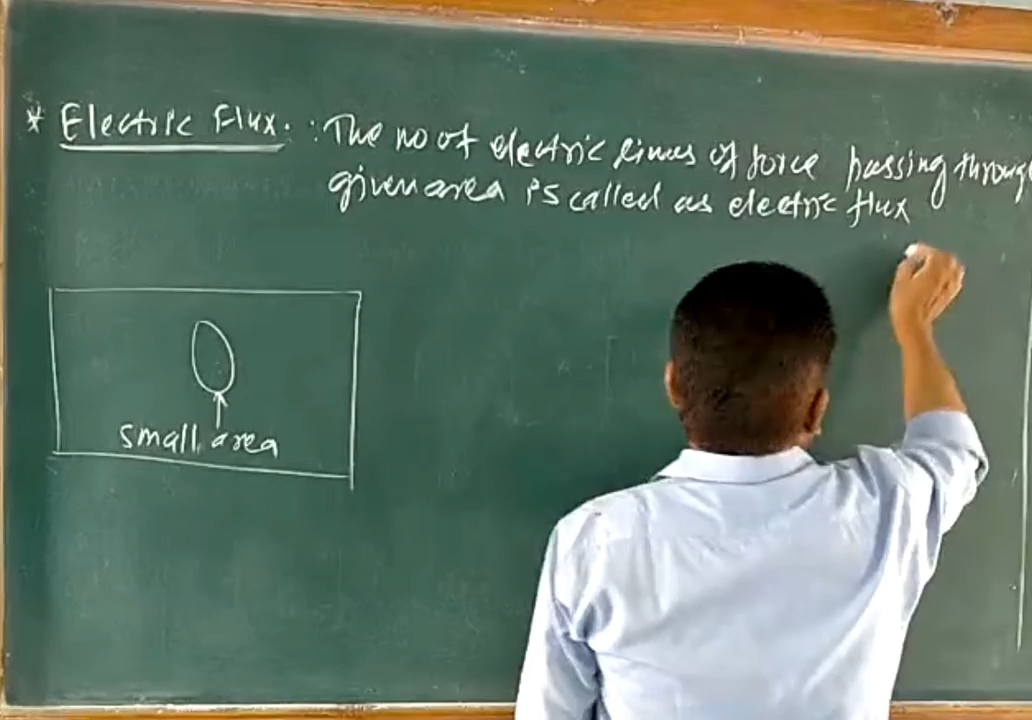 * Electric Flux. : The no of electric lines of force passing through
given area is called as electric flux
small area